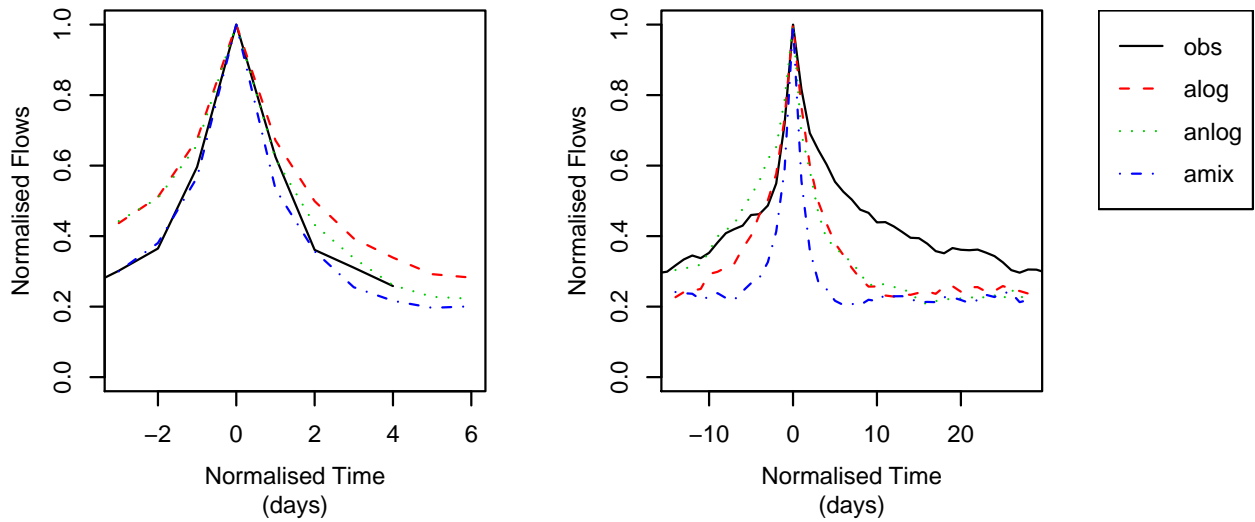 Normalised Flows
0.0 0.2 0.4 0.6 0.8 1.0
−2 0 2 4 6
Normalised Time
(days)
Normalised Flows
0.0 0.2 0.4 0.6 0.8 1.0
−10 0 10 20
Normalised Time
(days)
obs
alog
anlog
amix